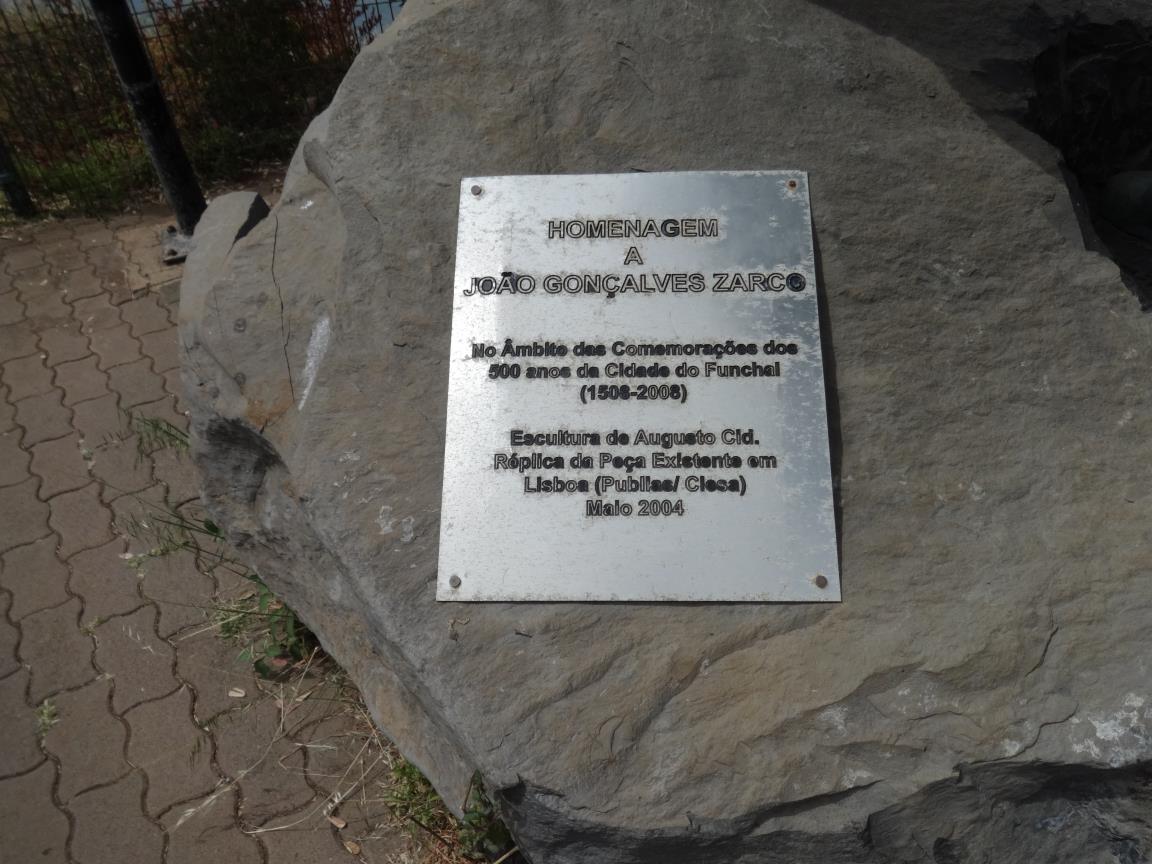 HOMENAGEM
A
JOÃO GONÇALVES ZARCO
No Âmbito das Comemorações dos
500 anos da Cidade do Funchal
(1508-2008)
Escultura de Augusto Cid.
Réplica da Peça Existente em
Lisboa (Publias/ Ciesa)
Maio 2004